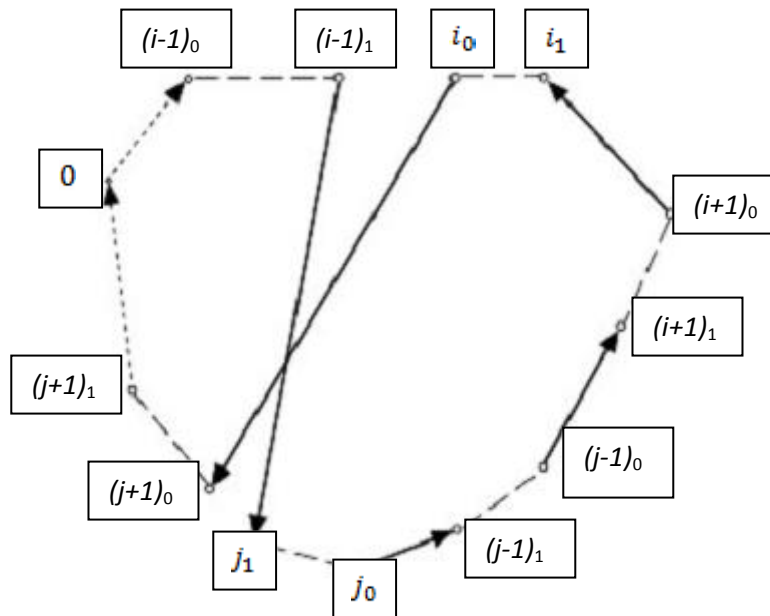 (i-1)₀
(i-1)₁
i₀
i₁
0
(i+1)₀
(i+1)₁
(j+1)₁
(j-1)₀
(j+1)₀
j₁
j₀
(j-1)₁